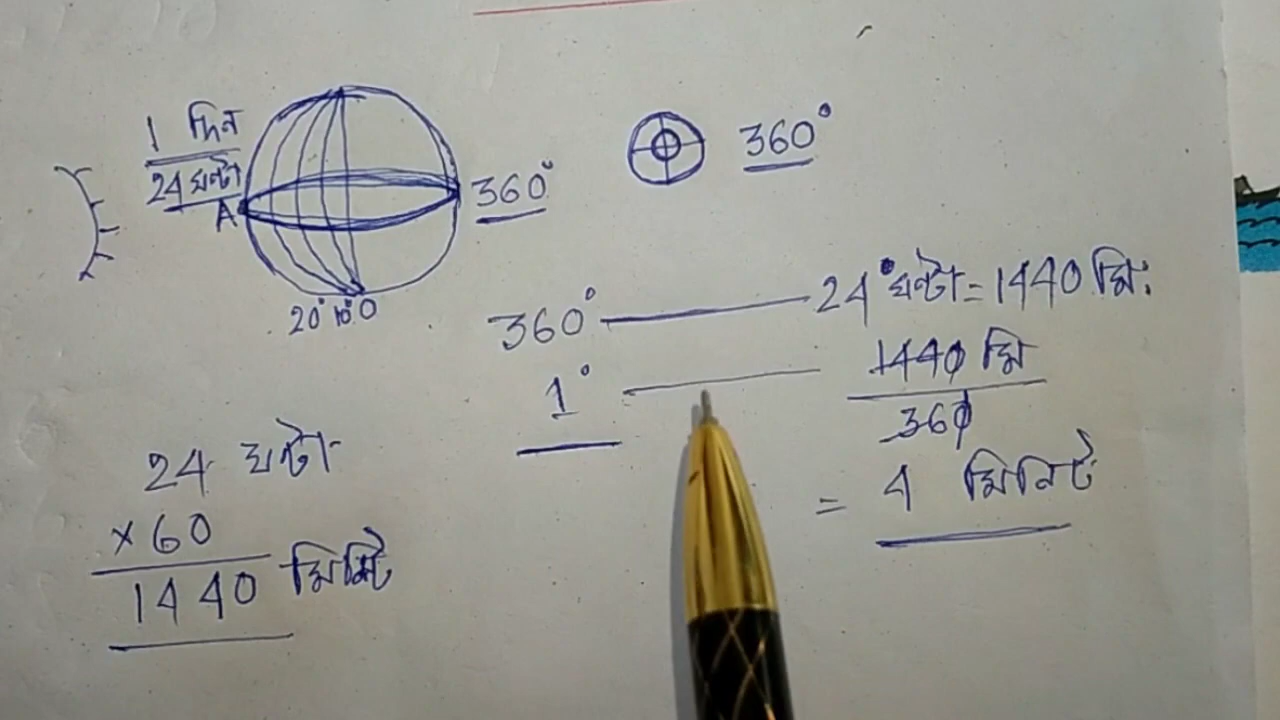 1 দিন
24 ঘন্টা
A
360°
360°
20° 10° 0
360° 24 ঘন্টা = 1440 মি:
1° 1440 মি
360
= 4 মিনিট
24 ঘন্টা
× 60
1440 মিনিট